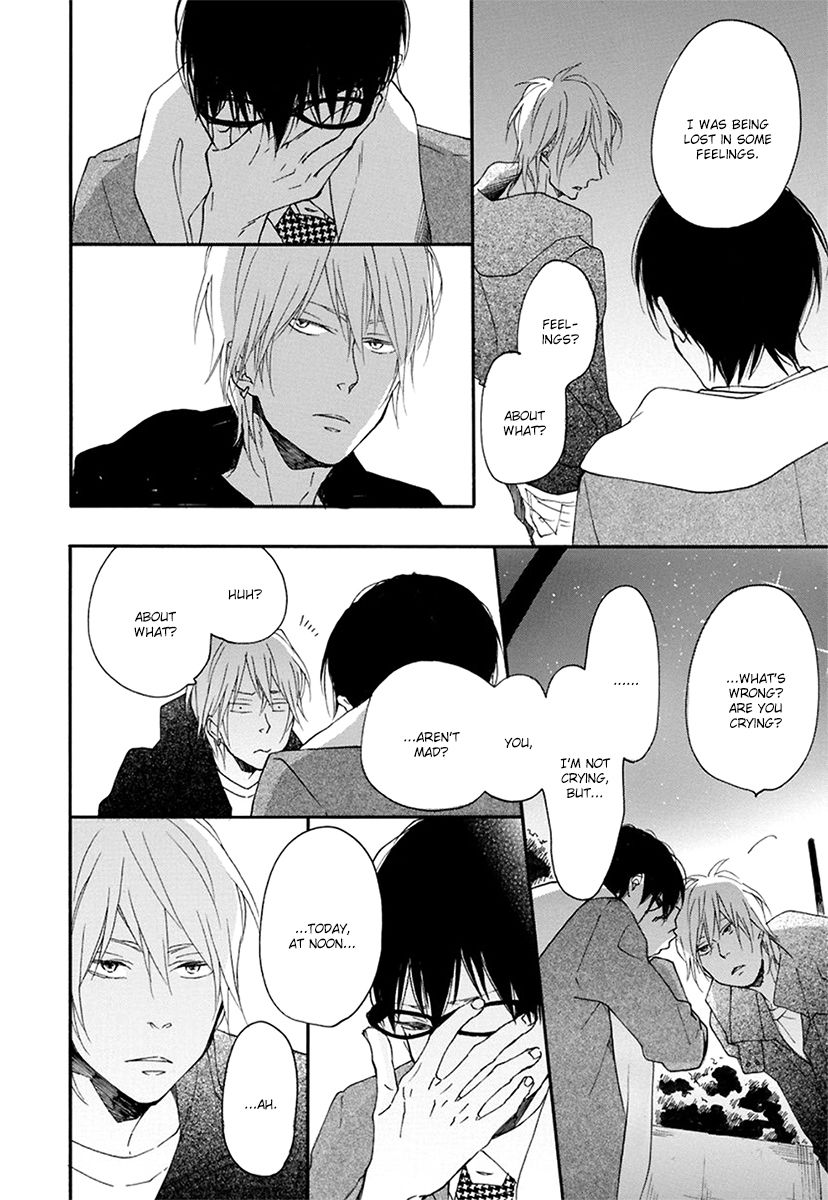 I WAS BEING
LOST IN SOME
FEELINGS.
FEEL-
INGS?
ABOUT
WHAT?
...WHAT'S
WRONG?
ARE YOU
CRYING?
......
I'M NOT
CRYING,
BUT...
YOU,
...AREN'T
MAD?
HUH?
ABOUT
WHAT?
...TODAY,
AT NOON...
...AH.